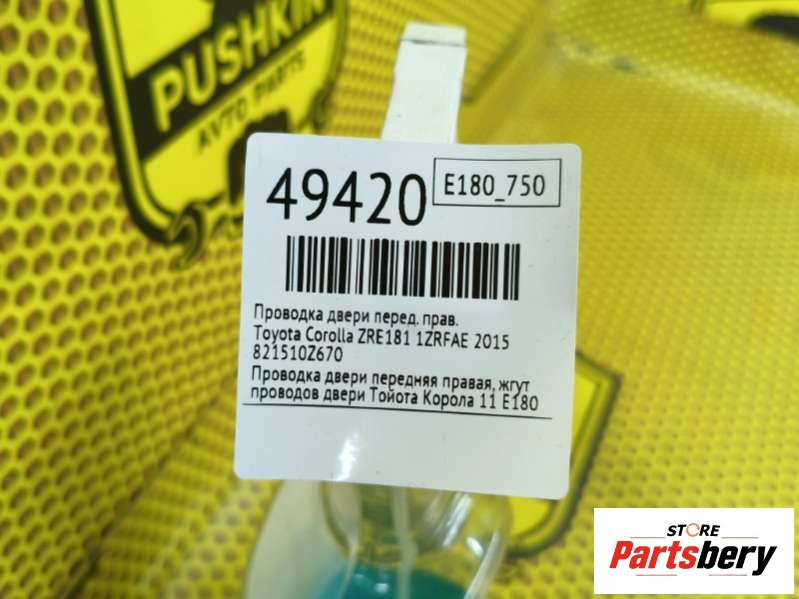 PUSHKIN
AVTO PARTS
49420
E180_750
Проводка двери перед. прав.
Toyota Corolla ZRE181 1ZRFAE 2015
821510Z670
Проводка двери передняя правая, жгут
проводов двери Тойота Корола 11 E180
STORE
Partsbery